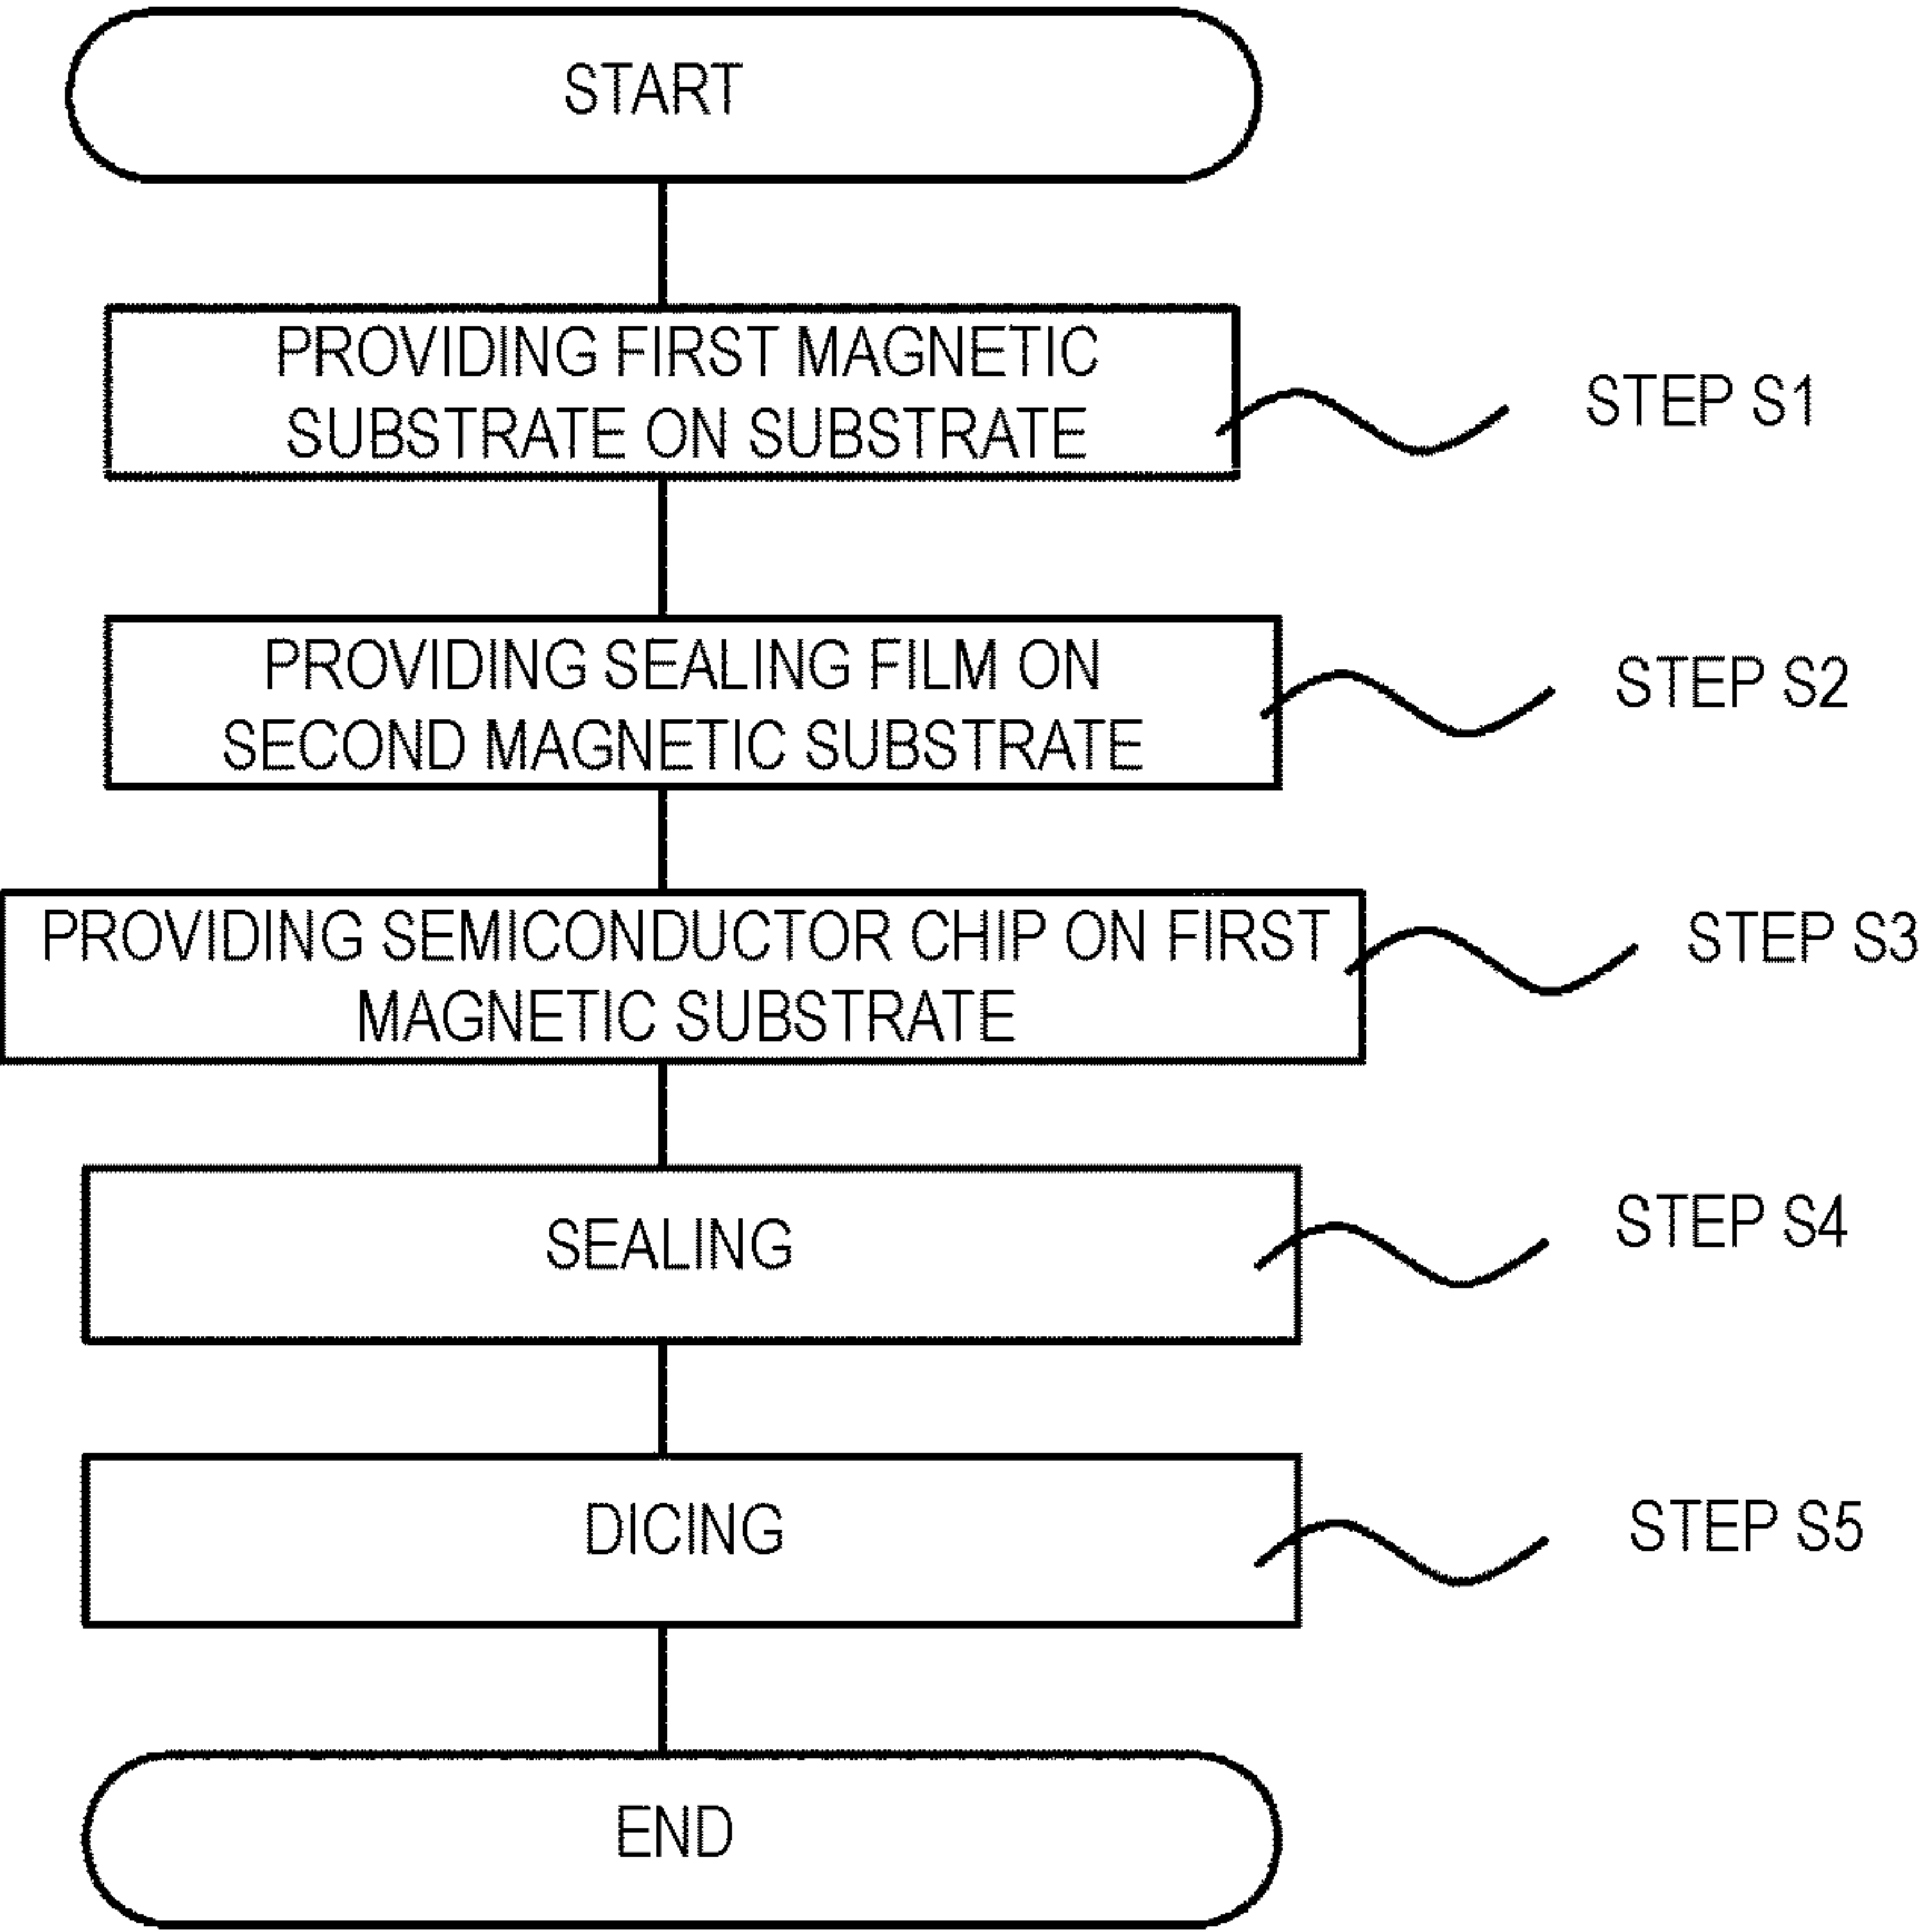 START
PROVIDING FIRST MAGNETIC
SUBSTRATE ON SUBSTRATE
STEP S1
PROVIDING SEALING FILM ON
SECOND MAGNETIC SUBSTRATE
STEP S2
PROVIDING SEMICONDUCTOR CHIP ON FIRST
MAGNETIC SUBSTRATE
STEP S3
SEALING
STEP S4
DICING
STEP S5
END